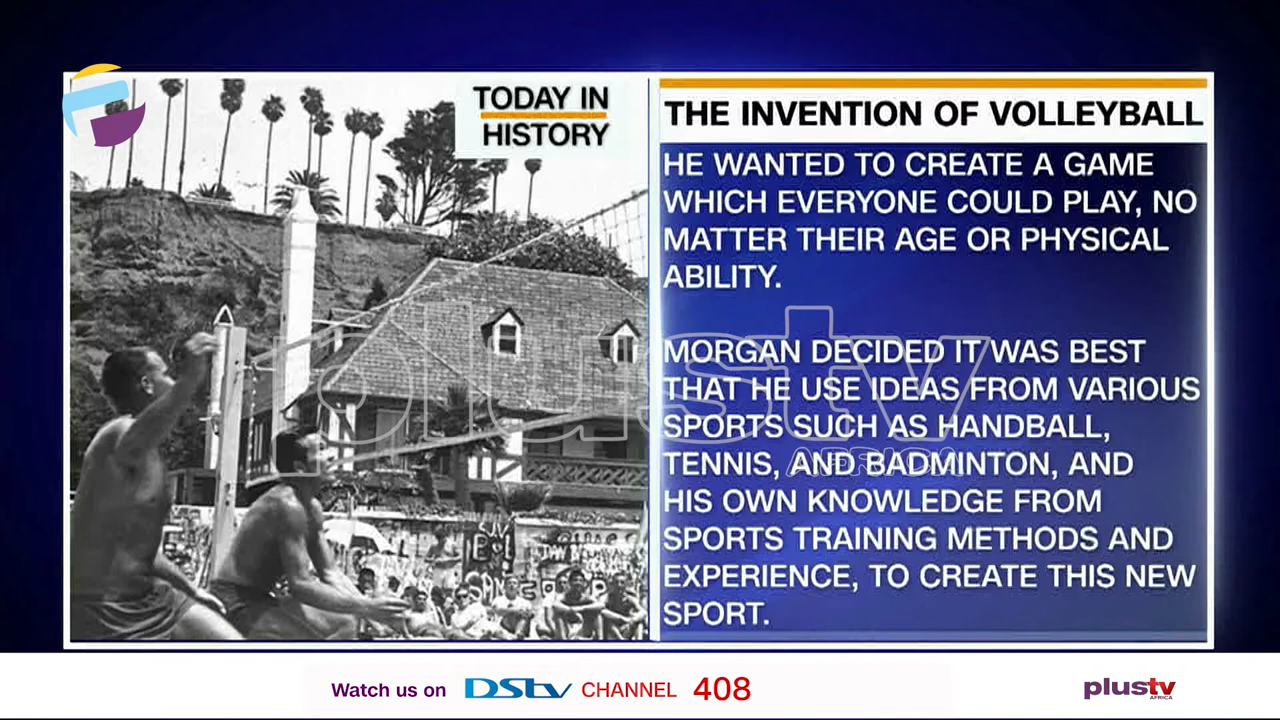 TODAY IN
HISTORY
THE INVENTION OF VOLLEYBALL
HE WANTED TO CREATE A GAME
WHICH EVERYONE COULD PLAY, NO
MATTER THEIR AGE OR PHYSICAL
ABILITY.
MORGAN DECIDED IT WAS BEST
THAT HE USE IDEAS FROM VARIOUS
SPORTS SUCH AS HANDBALL,
TENNIS, AND BADMINTON, AND
HIS OWN KNOWLEDGE FROM
SPORTS TRAINING METHODS AND
EXPERIENCE, TO CREATE THIS NEW
SPORT.
plustv
AFRICA
Watch us on DStv CHANNEL 408
plustv
AFRICA